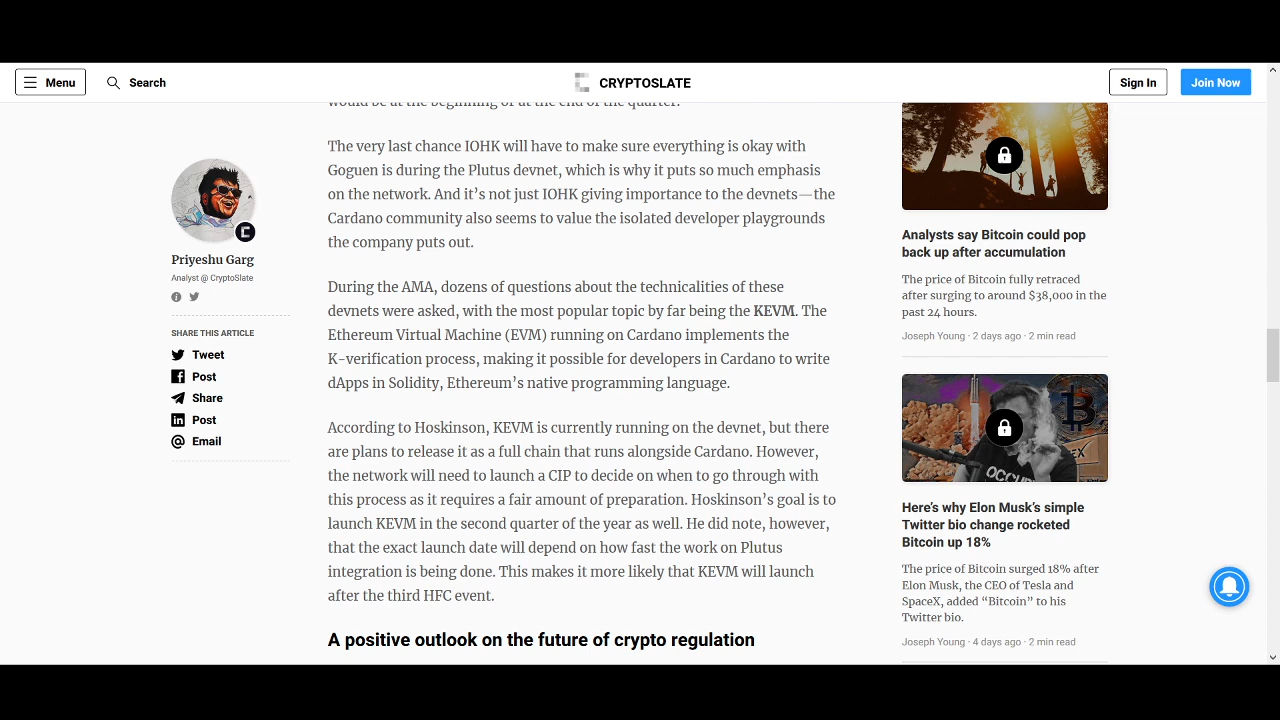 Menu
Search
CRYPTOSLATE
Sign In
Join Now
would be at the beginning or at the end of the quarter.
The very last chance IOHK will have to make sure everything is okay with
Goguen is during the Plutus devnet, which is why it puts so much emphasis
on the network. And it’s not just IOHK giving importance to the devnets—the
Cardano community also seems to value the isolated developer playgrounds
the company puts out.
During the AMA, dozens of questions about the technicalities of these
devnets were asked, with the most popular topic by far being the KEVM. The
Ethereum Virtual Machine (EVM) running on Cardano implements the
K-verification process, making it possible for developers in Cardano to write
dApps in Solidity, Ethereum’s native programming language.
According to Hoskinson, KEVM is currently running on the devnet, but there
are plans to release it as a full chain that runs alongside Cardano. However,
the network will need to launch a CIP to decide on when to go through with
this process as it requires a fair amount of preparation. Hoskinson’s goal is to
launch KEVM in the second quarter of the year as well. He did note, however,
that the exact launch date will depend on how fast the work on Plutus
integration is being done. This makes it more likely that KEVM will launch
after the third HFC event.
A positive outlook on the future of crypto regulation
Priyeshu Garg
Analyst @ CryptoSlate
SHARE THIS ARTICLE
Tweet
Post
Share
Post
Email
Analysts say Bitcoin could pop
back up after accumulation
The price of Bitcoin fully retraced
after surging to around $38,000 in the
past 24 hours.
Joseph Young · 2 days ago · 2 min read
OCCUP
EX
Here’s why Elon Musk’s simple
Twitter bio change rocketed
Bitcoin up 18%
The price of Bitcoin surged 18% after
Elon Musk, the CEO of Tesla and
SpaceX, added “Bitcoin” to his
Twitter bio.
Joseph Young · 4 days ago · 2 min read